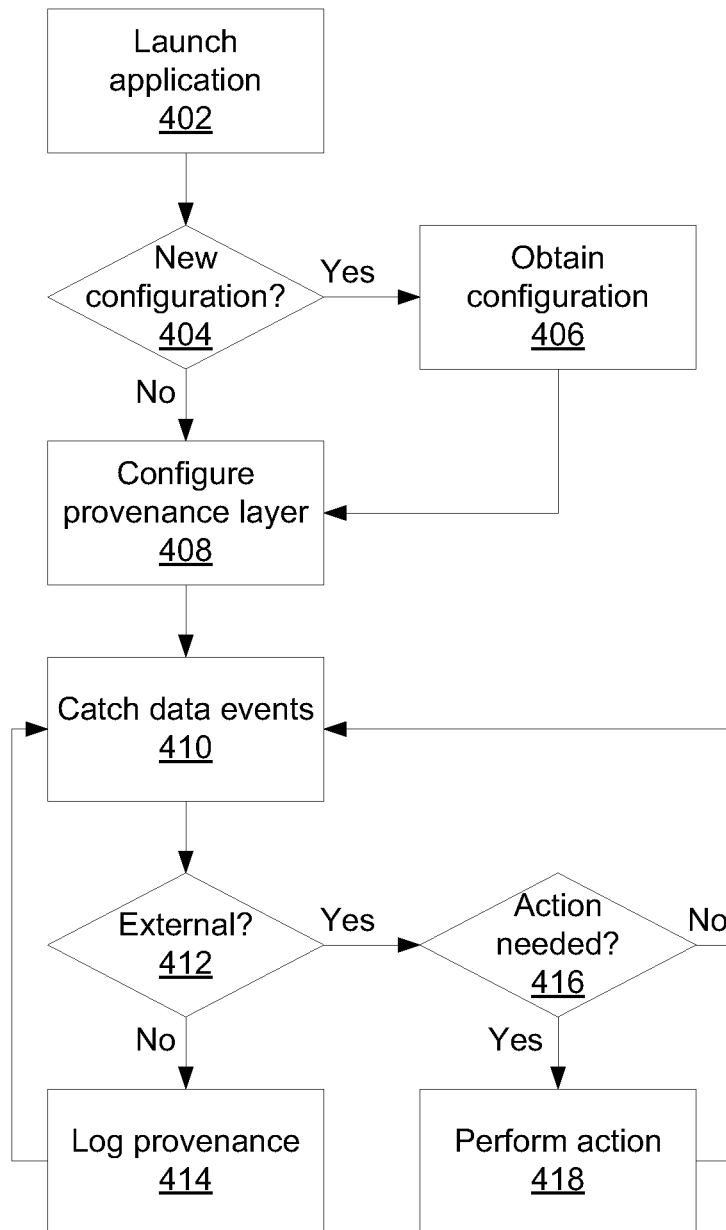 Launch
application
402
New
configuration?
404
Yes
Obtain
configuration
406
No
Configure
provenance layer
408
Catch data events
410
External?
412
Yes
Action
needed?
416
No
No
Yes
Log provenance
414
Perform action
418